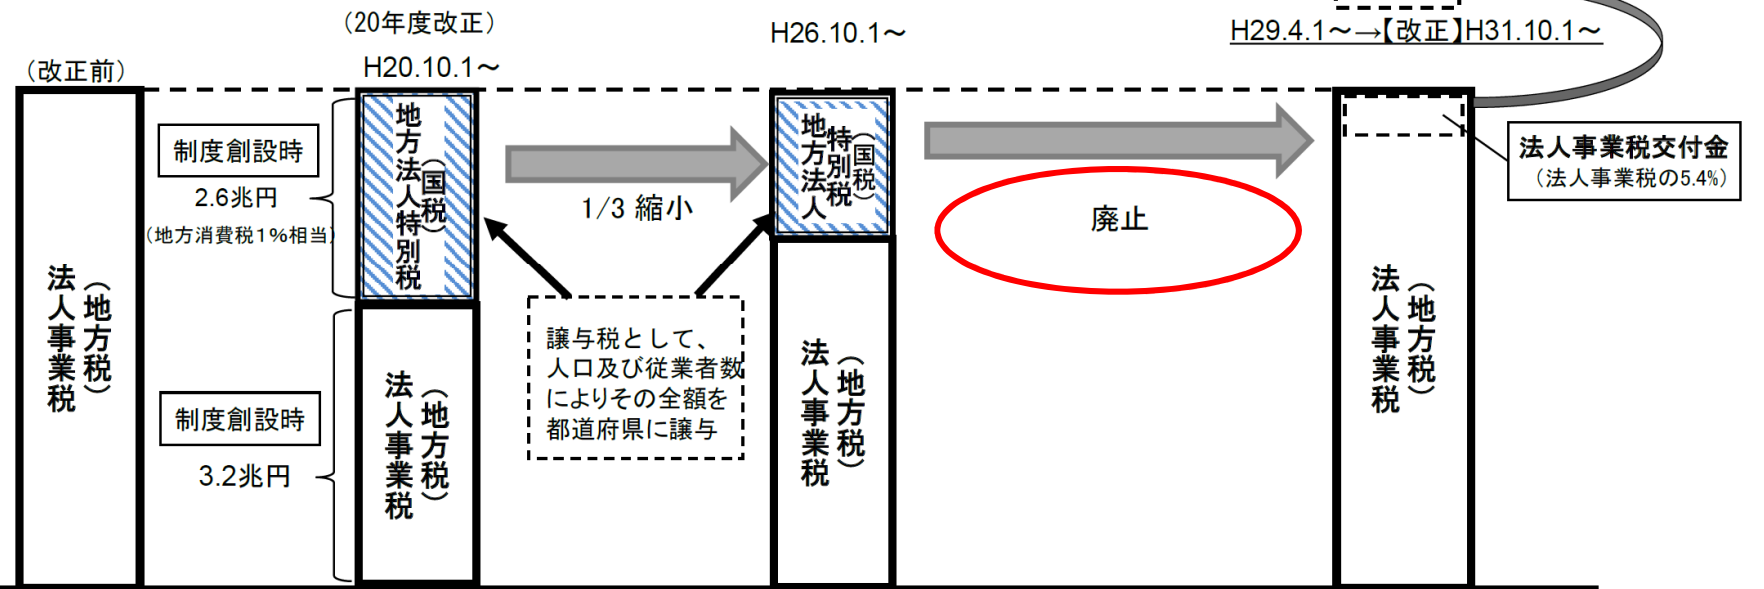 （改正前）
法人事業税
（地方税）
（20年度改正）
H20.10.1～
制度創設時
2.6兆円
（地方消費税1％相当）
地方法人特別税
（国税）
制度創設時
3.2兆円
法人事業税
（地方税）
1/3 縮小
譲与税として、
人口及び従業者数
によりその全額を
都道府県に譲与
H26.10.1～
地方法人
特別税
（国税）
法人事業税
（地方税）
廃止
H29.4.1～→【改正】H31.10.1～
法人事業税
（地方税）
法人事業税交付金
（法人事業税の5.4%）